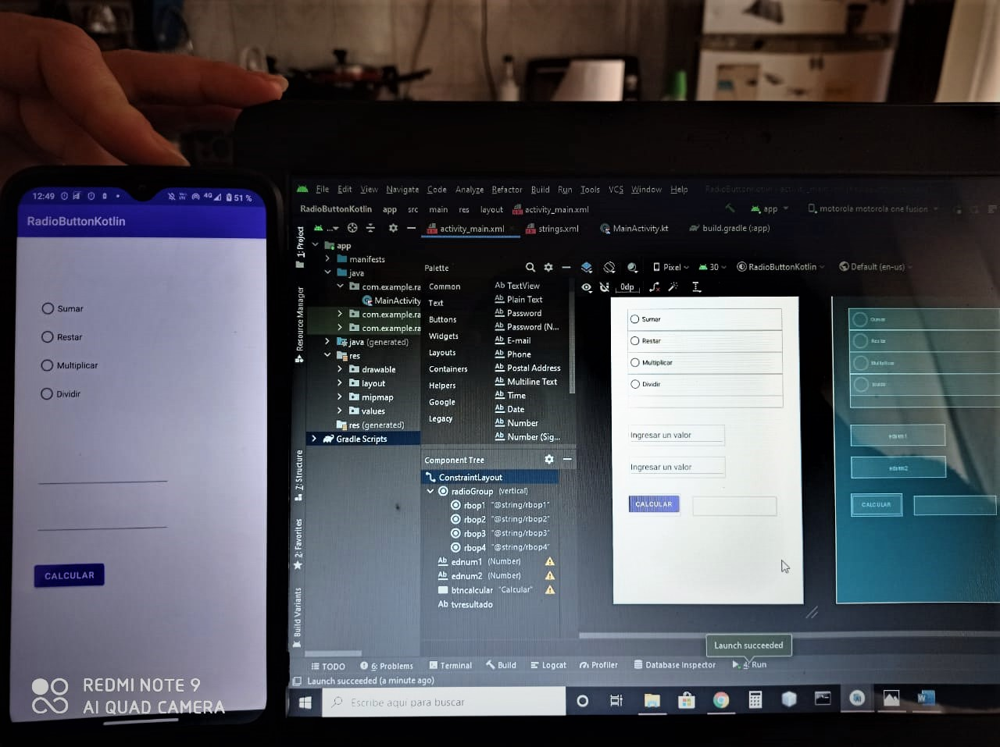 12:49
4G 51 %
RadioButtonKotlin
Sumar
Restar
Multiplicar
Dividir
CALCULAR
REDMI NOTE 9
AI QUAD CAMERA
File Edit View Navigate Code Analyze Refactor Build Run Tools VCS Window Help
RadioButtonKotlin app src main res layout activity_main.xml
app motorola motorola one fusion
1: Project
Resource Manager
7: Structure
2: Favorites
Build Variants
activity_main.xml strings.xml MainActivity.kt build.gradle (:app)
app
manifests
java
com.example.ra
MainActivity
com.example.ra
com.example.ra
java (generated)
res
drawable
layout
mipmap
values
res (generated)
Gradle Scripts
Palette
Common
Text
Buttons
Widgets
Layouts
Containers
Helpers
Google
Legacy
Ab TextView
Ab Plain Text
Ab Password
Ab Password (N...
Ab E-mail
Ab Phone
Ab Postal Address
Ab Multiline Text
Ab Time
Ab Date
Ab Number
Ab Number (Sig...
Component Tree
ConstraintLayout
radioGroup (vertical)
rbop1 "@string/rbop1"
rbop2 "@string/rbop2"
rbop3 "@string/rbop3"
rbop4 "@string/rbop4"
Ab ednum1 (Number)
Ab ednum2 (Number)
btncalcular "Calcular"
Ab tvresultado
Pixel 30 RadioButtonKotlin Default (en-us)
0dp
Sumar
Restar
Multiplicar
Dividir
Ingresar un valor
Ingresar un valor
CALCULAR
Sumar
Restar
Multiplicar
Dividir
ednum1
ednum2
CALCULAR
Launch succeeded
TODO 6: Problems Terminal Build Logcat Profiler Database Inspector 4: Run
Launch succeeded (a minute ago)
Escribe aquí para buscar